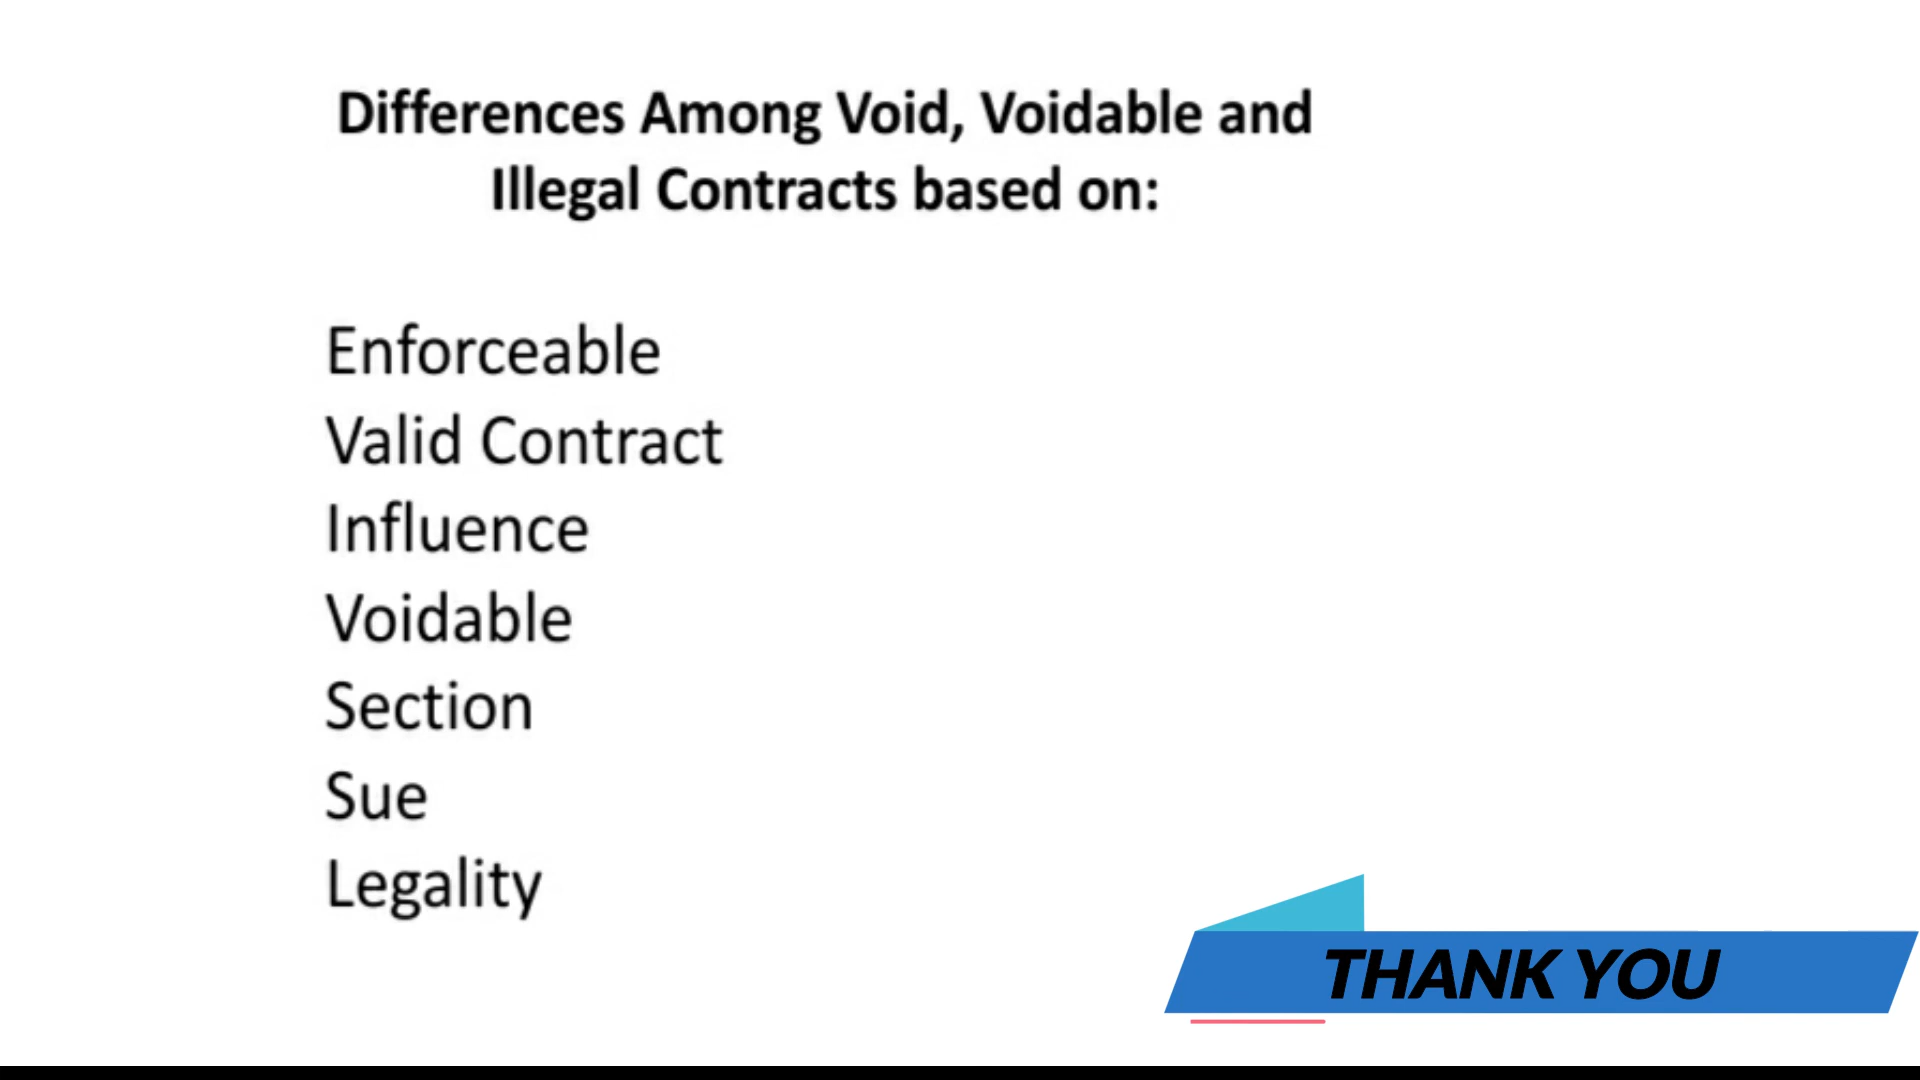 Differences Among Void, Voidable and
Illegal Contracts based on:
Enforceable
Valid Contract
Influence
Voidable
Section
Sue
Legality
THANK YOU